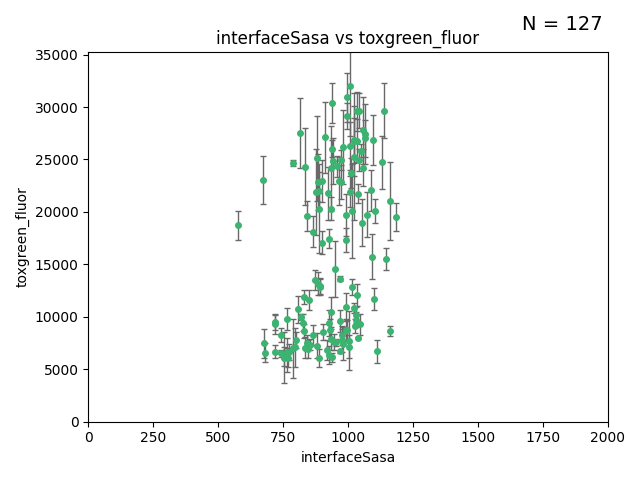 N = 127
interfaceSasa vs toxgreen_fluor
35000
30000
25000
20000
15000
10000
5000
0
toxgreen_fluor
0 250 500 750 1000 1250 1500 1750 2000
interfaceSasa